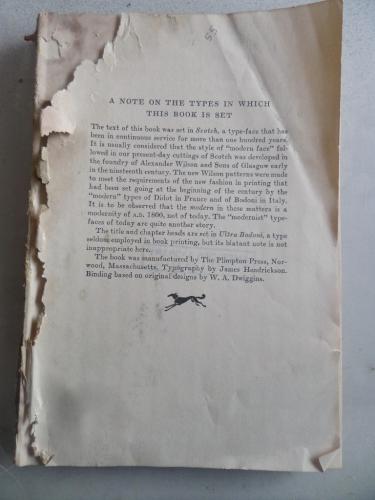 55
A NOTE ON THE TYPES IN WHICH
THIS BOOK IS SET
The text of this book was set in Scotch, a type-face that has
been in continuous service for more than one hundred years.
It is usually considered that the style of "modern face" fol-
lowed in our present-day cuttings of Scotch was developed in
the foundry of Alexander Wilson and Sons of Glasgow early
in the nineteenth century. The new Wilson patterns were made
to meet the requirements of the new fashion in printing that
had been set going at the beginning of the century by the
"modern" types of Didot in France and of Bodoni in Italy.
It is to be observed that the modern in these matters is a
modernity of A.D. 1800, not of today. The "modernist" type-
faces of today are quite another story.
The title and chapter heads are set in Ultra Bodoni, a type
seldom employed in book printing, but its blatant note is not
inappropriate here.
The book was manufactured by The Plimpton Press, Nor-
wood, Massachusetts. Typography by James Hendrickson.
Binding based on original designs by W. A. Dwiggins.